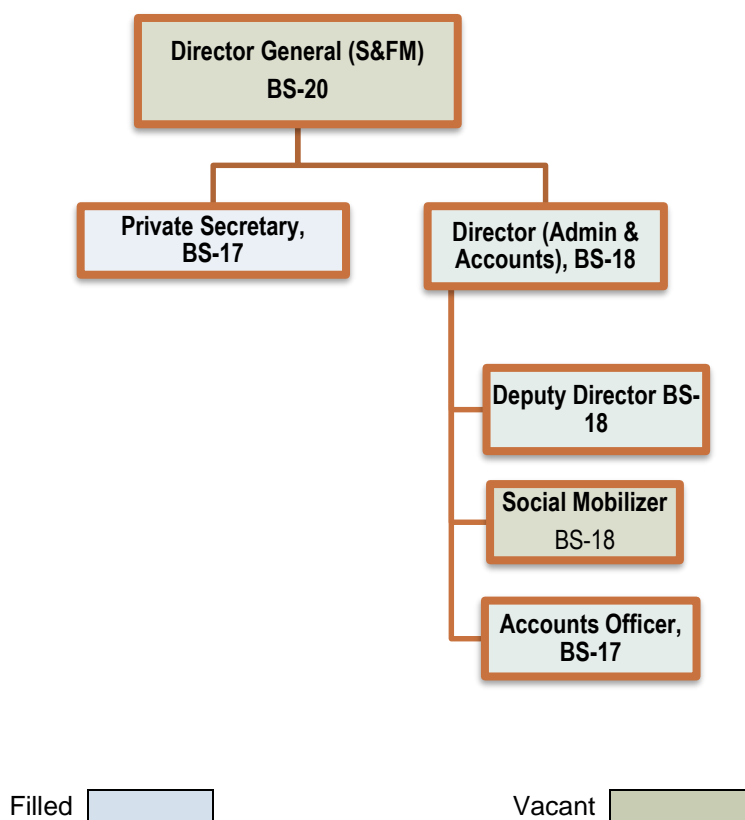 Director General (S&FM)
BS-20
Private Secretary,
BS-17
Director (Admin &
Accounts), BS-18
Deputy Director BS-
18
Social Mobilizer
BS-18
Accounts Officer,
BS-17
Filled
Vacant